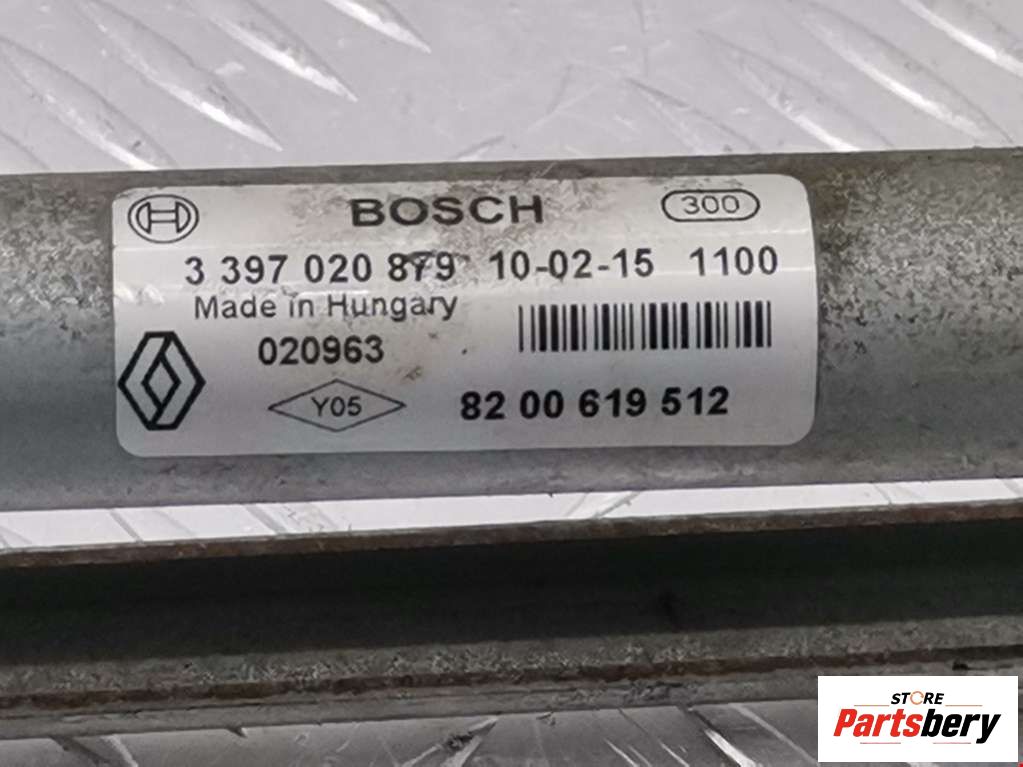 BOSCH 300
3 397 020 879 10-02-15 1100
Made in Hungary
020963
Y05 82 00 619 512
STORE
Partsbery